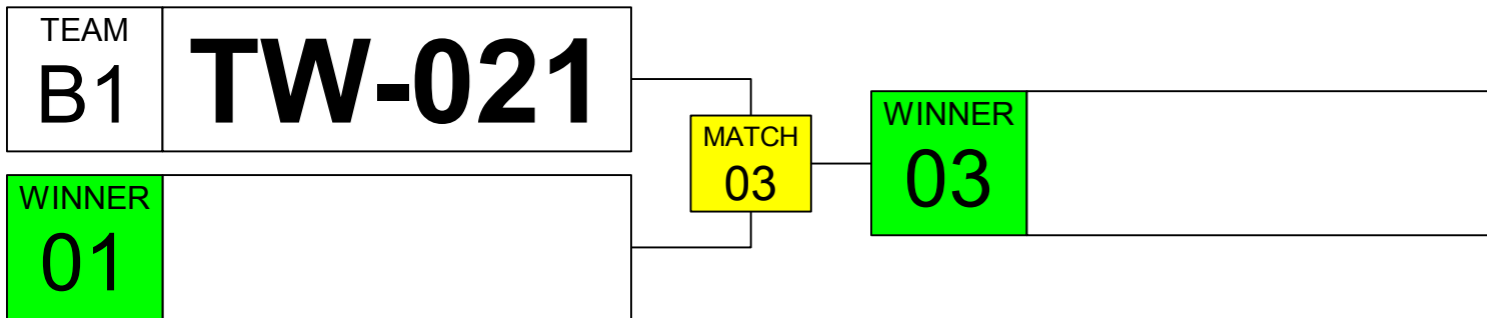 TEAM
B1
TW-021
WINNER
01
MATCH
03
WINNER
03